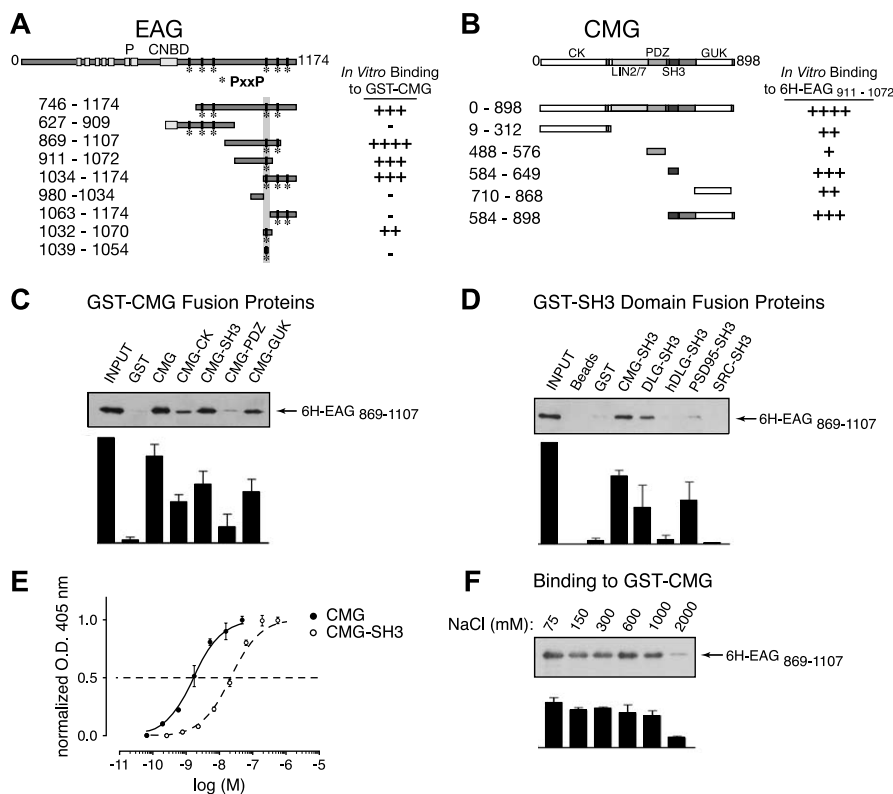 A
EAG
P CNBD
0 1174
* PxxP
In Vitro Binding
to GST-CMG
746 - 1174 +++
627 - 909 -
869 - 1107 ++++
911 - 1072 +++
1034 - 1174 +++
980 -1034 -
1063 - 1174 -
1032 - 1070 ++
1039 - 1054 -
B
CMG
CK PDZ GUK
0 898
LIN2/7 SH3
In Vitro Binding
to 6H-EAG 911 - 1072
0 - 898 ++++
9 - 312 ++
488 - 576 +
584 - 649 +++
710 - 868 ++
584 - 898 +++
C
GST-CMG Fusion Proteins
INPUT GST CMG CMG-CK CMG-SH3 CMG-PDZ CMG-GUK
6H-EAG 869-1107
D
GST-SH3 Domain Fusion Proteins
INPUT Beads GST CMG-SH3 DLG-SH3 hDLG-SH3 PSD95-SH3 SRC-SH3
6H-EAG 869-1107
E
normalized O.D. 405 nm
1.0
0.5
0.0
CMG
CMG-SH3
-11 -10 -9 -8 -7 -6 -5
log (M)
F
Binding to GST-CMG
NaCl (mM): 75 150 300 600 1000 2000
6H-EAG 869-1107